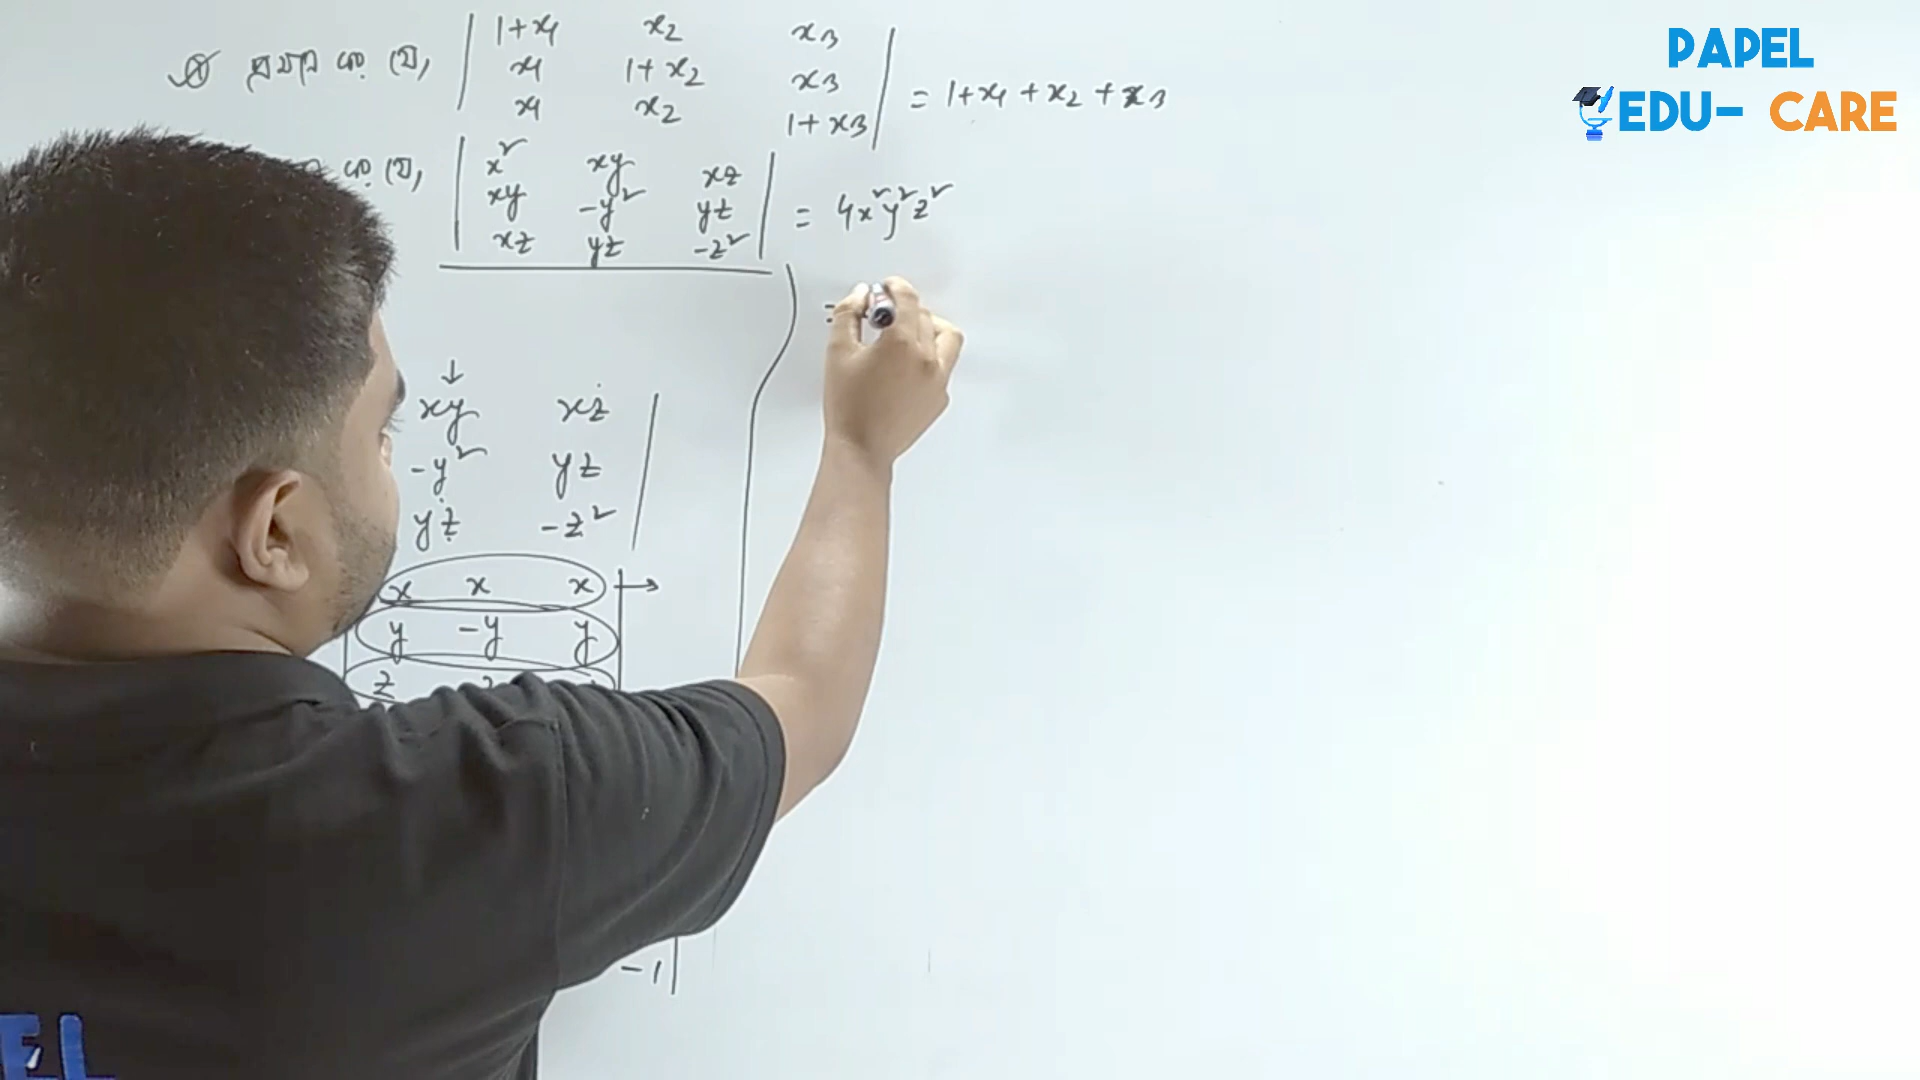 প্রমাণ কর যে, | 1+x₁ x₂ x₃ |
| x₁ 1+x₂ x₃ | = 1+x₁+x₂+x₃
| x₁ x₂ 1+x₃ |
কর যে, | x² xy xz |
| xy -y² yz | = 4x²y²z²
| xz yz -z² |
=
↓
xy xz |
-y² yz |
yz -z² |
x x x | →
y -y y
z
-1 |
PAPEL
EDU- CARE
EL